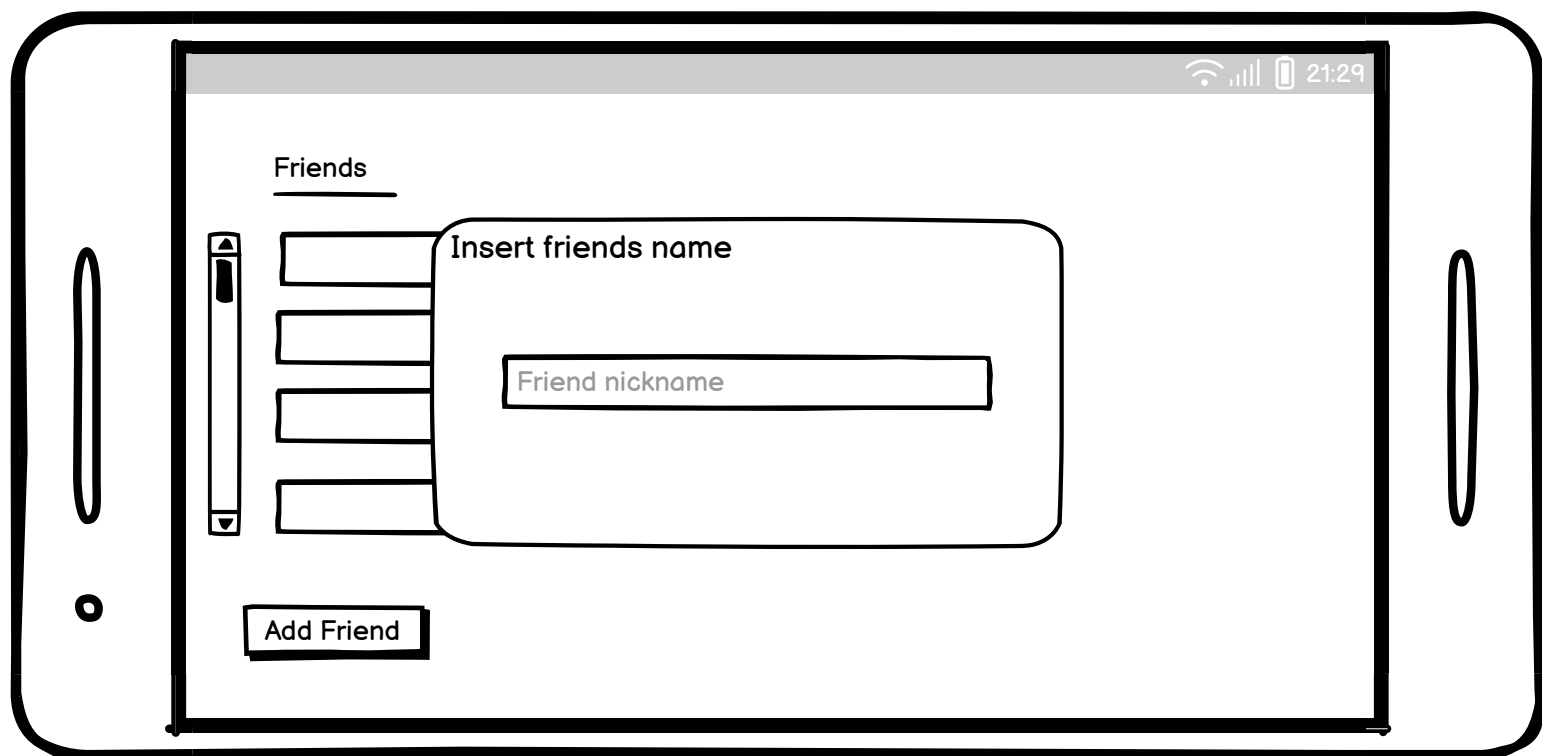 21:29
Friends
Insert friends name
Friend nickname
Add Friend